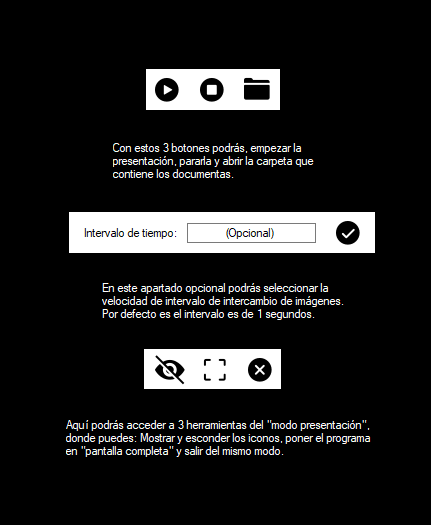 Con estos 3 botones podrás, empezar la
presentación, pararla y abrir la carpeta que
contiene los documentas.
Intervalo de tiempo: (Opcional)
En este apartado opcional podrás seleccionar la
velocidad de intervalo de intercambio de imágenes.
Por defecto es el intervalo es de 1 segundos.
Aquí podrás acceder a 3 herramientas del "modo presentación",
donde puedes: Mostrar y esconder los iconos, poner el programa
en "pantalla completa" y salir del mismo modo.